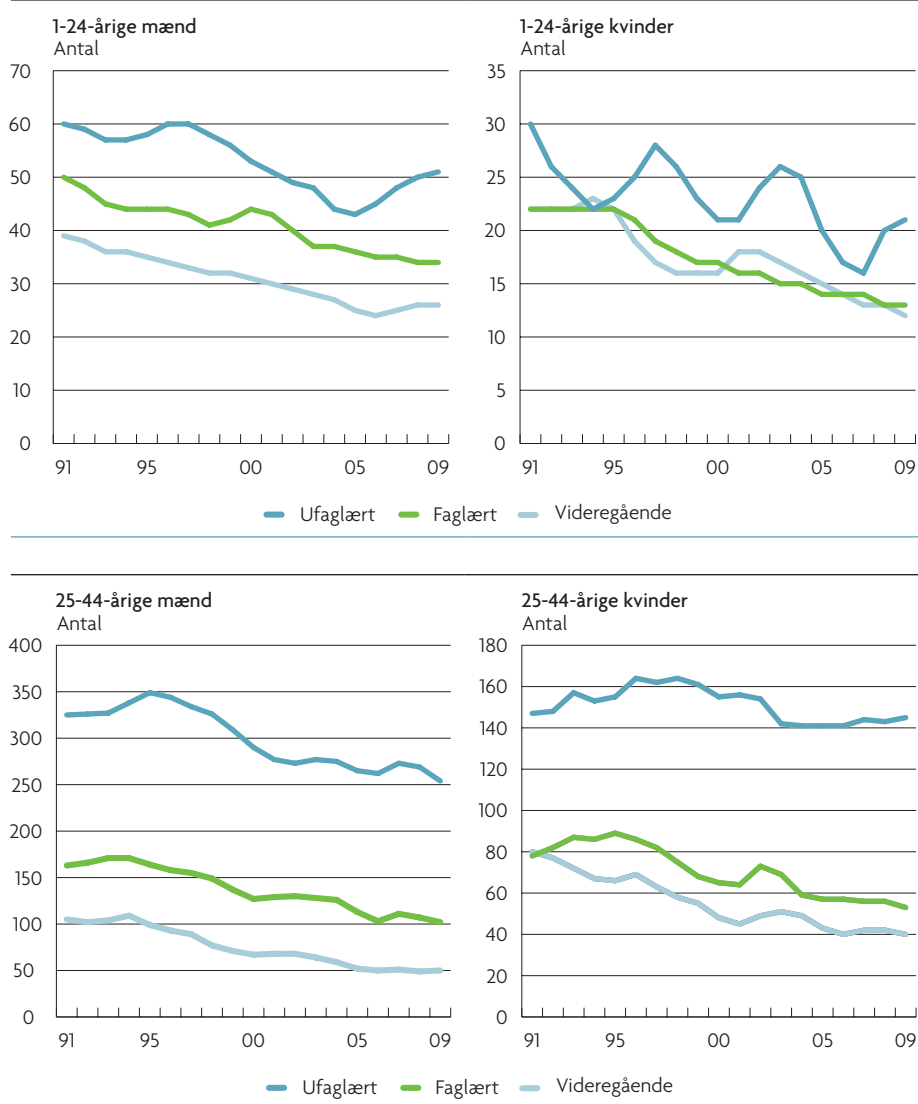 1-24-årige mænd
Antal
70
60
50
40
30
20
10
0
91 95 00 05 09
1-24-årige kvinder
Antal
35
30
25
20
15
10
5
0
91 95 00 05 09
Ufaglært Faglært Videregående
25-44-årige mænd
Antal
400
350
300
250
200
150
100
50
0
91 95 00 05 09
25-44-årige kvinder
Antal
180
160
140
120
100
80
60
40
20
0
91 95 00 05 09
Ufaglært Faglært Videregående